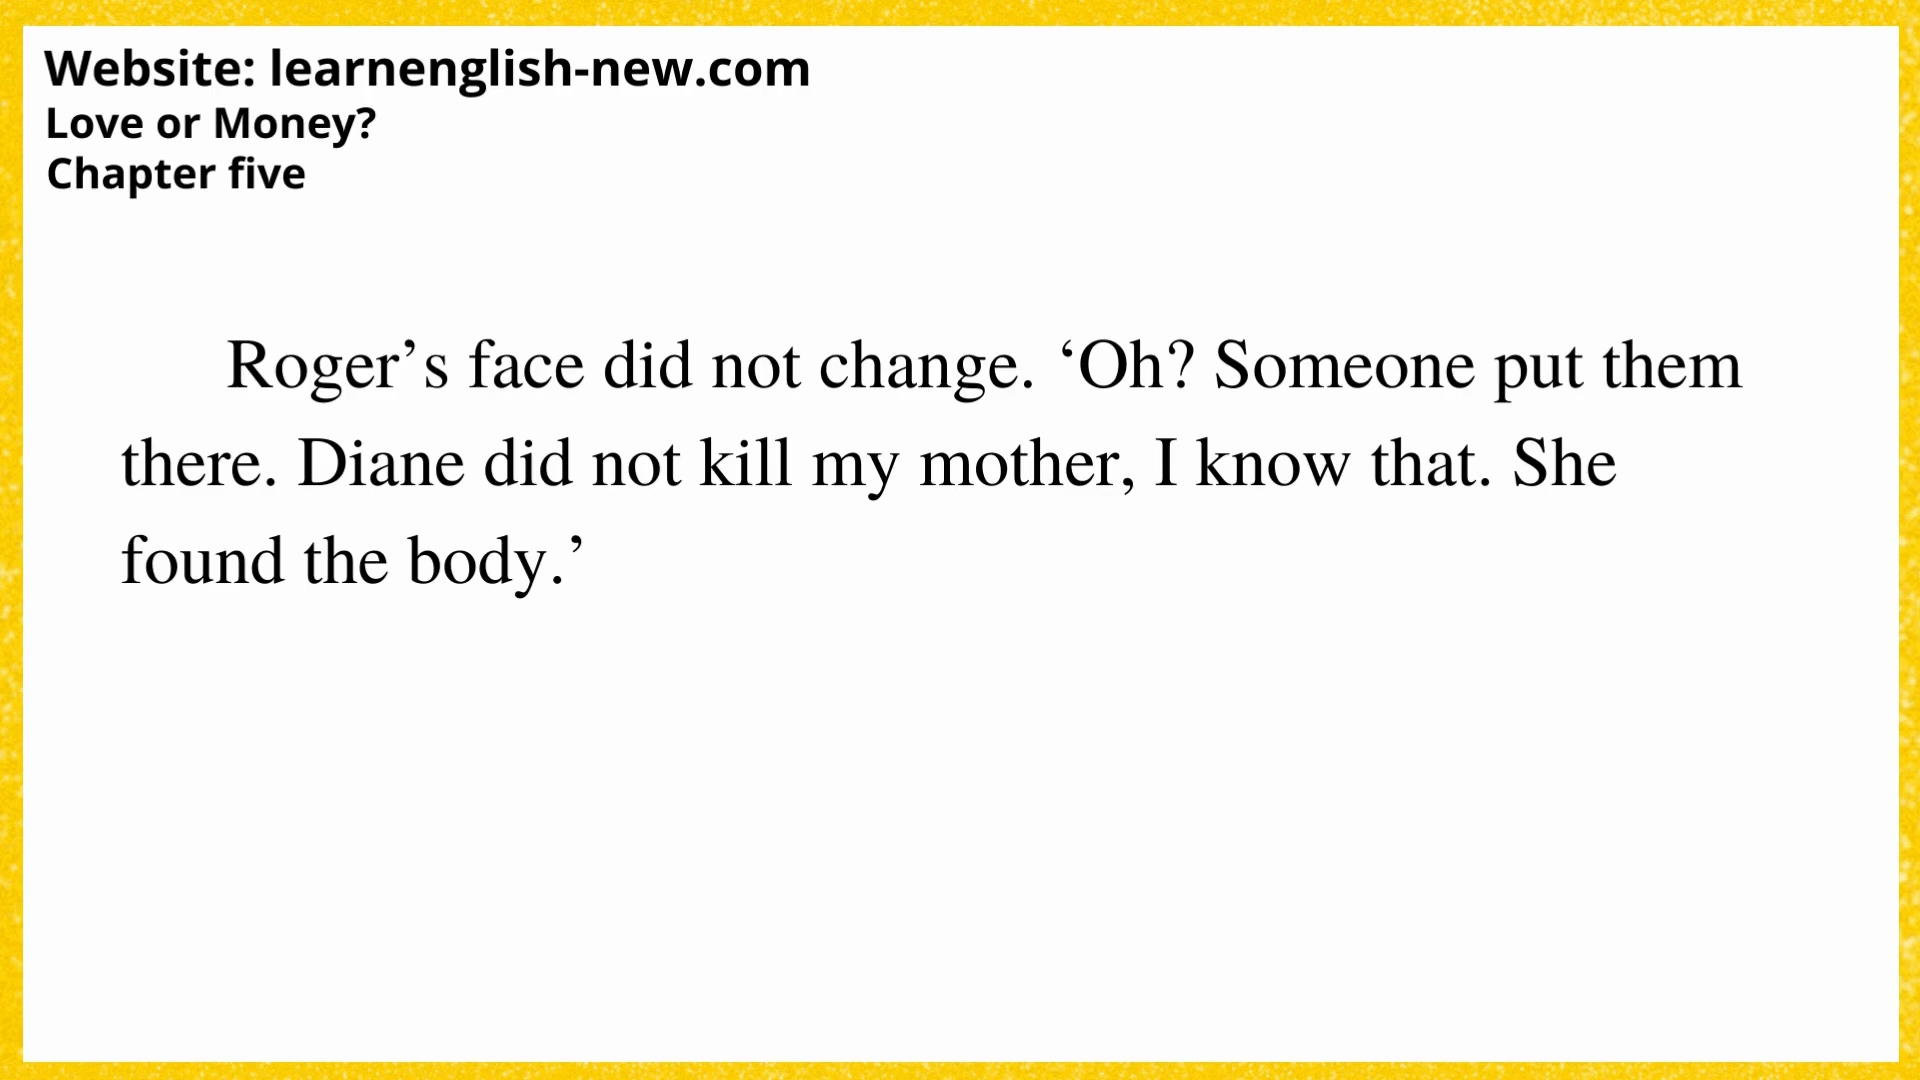 Website: learnenglish-new.com
Love or Money?
Chapter five
Roger’s face did not change. ‘Oh? Someone put them
there. Diane did not kill my mother, I know that. She
found the body.’